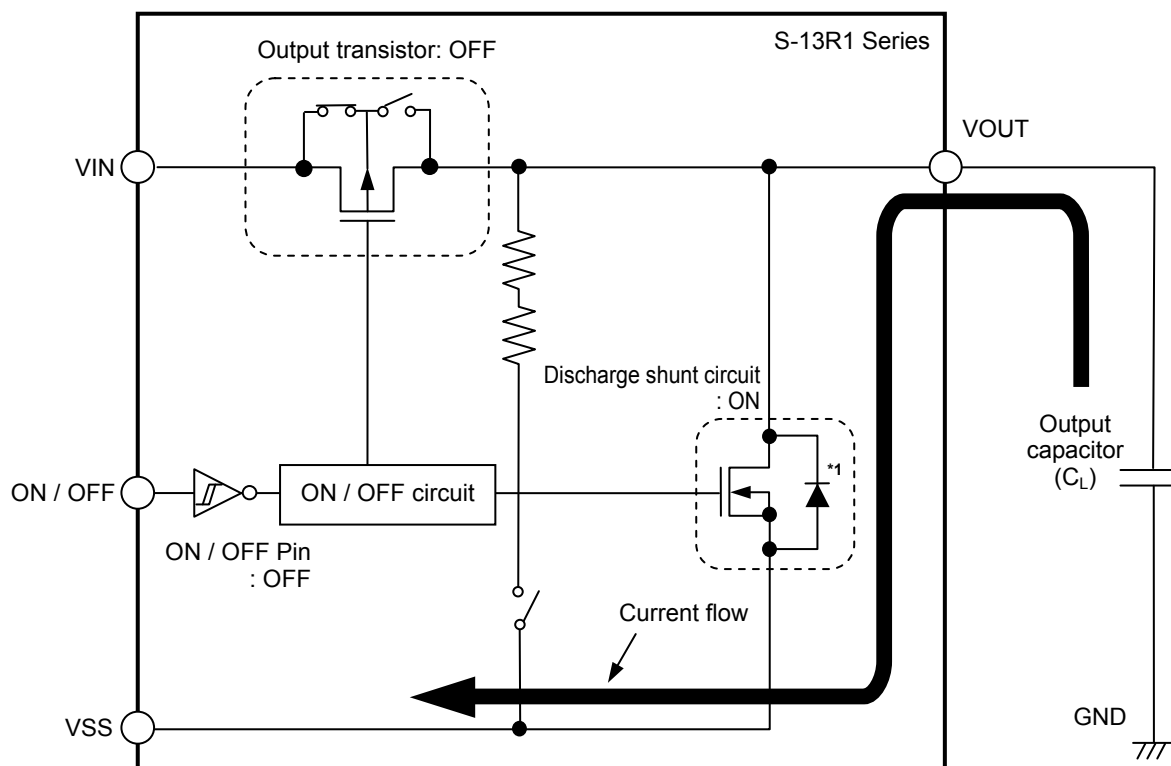 S-13R1 Series
Output transistor: OFF
VIN
VOUT
Discharge shunt circuit
: ON
*1
Output
capacitor
(CL)
ON / OFF
ON / OFF circuit
ON / OFF Pin
: OFF
Current flow
VSS
GND